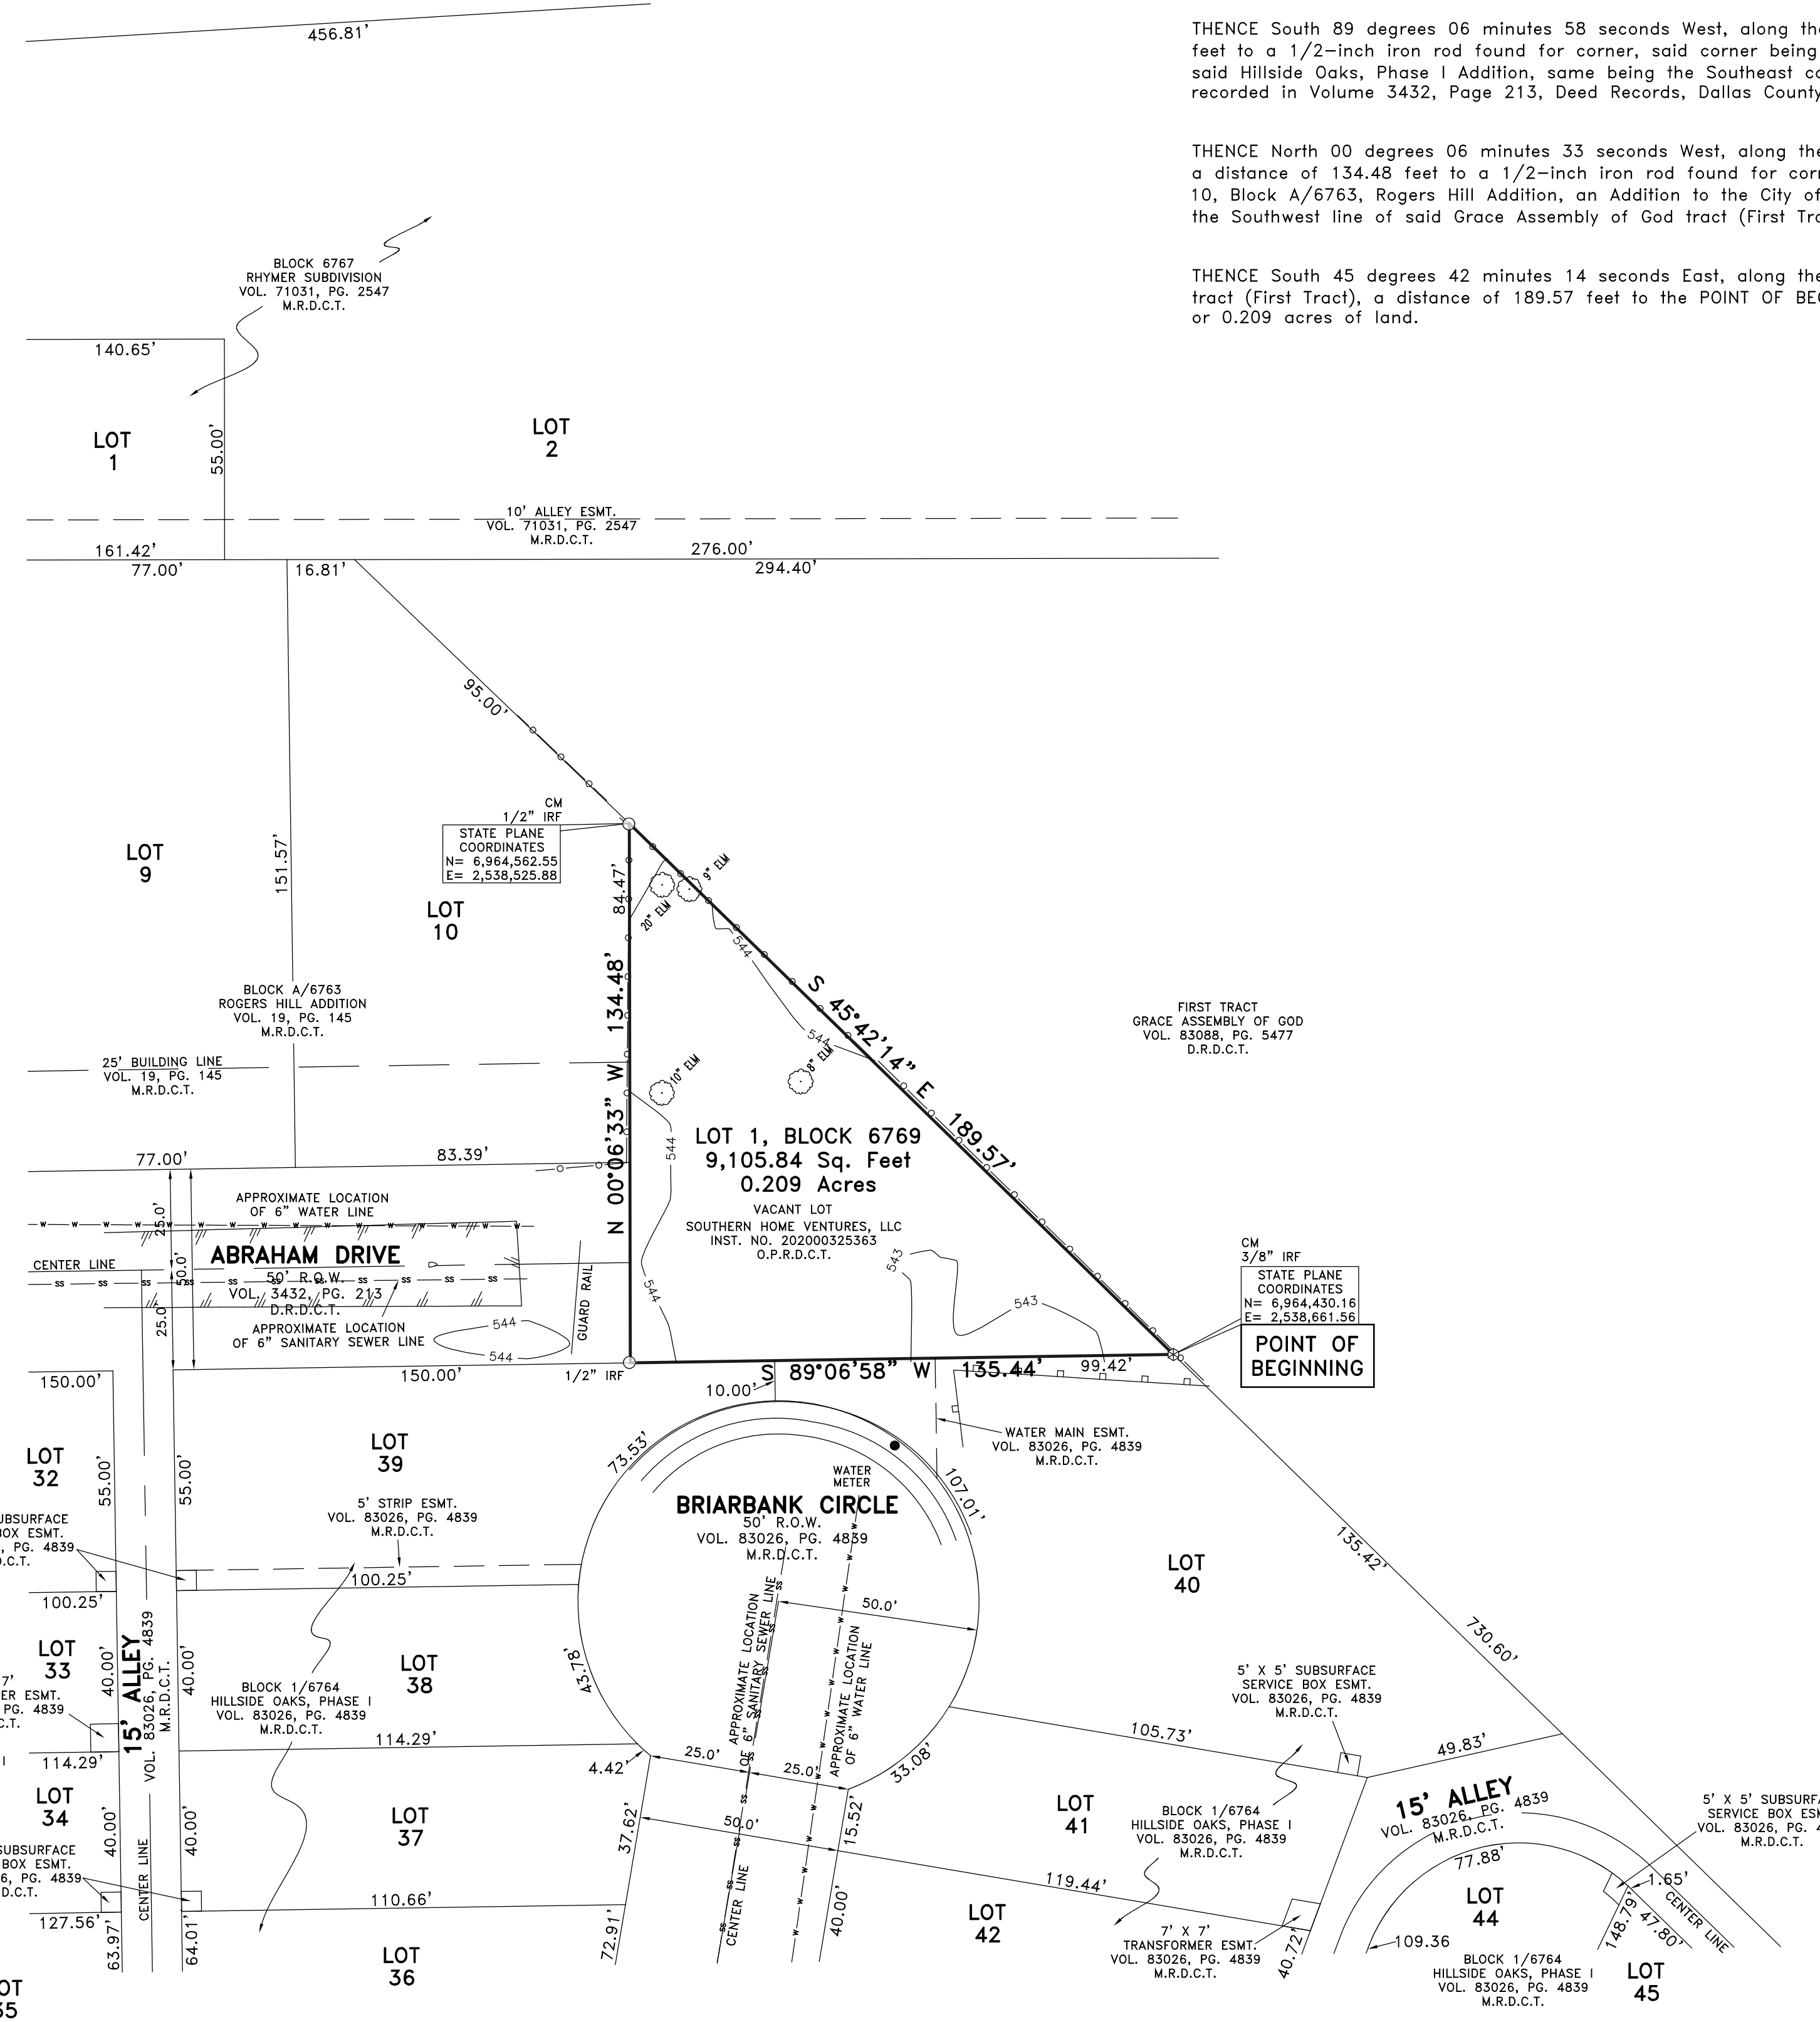 456.81'
THENCE South 89 degrees 06 minutes 58 seconds West, along the
feet to a 1/2-inch iron rod found for corner, said corner being
said Hillside Oaks, Phase I Addition, same being the Southeast
recorded in Volume 3432, Page 213, Deed Records, Dallas County
THENCE North 00 degrees 06 minutes 33 seconds West, along the
a distance of 134.48 feet to a 1/2-inch iron rod found for
10, Block A/6763, Rogers Hill Addition, an Addition to the City of
the Southwest line of said Grace Assembly of God tract (First
THENCE South 45 degrees 42 minutes 14 seconds East, along the
tract (First Tract), a distance of 189.57 feet to the POINT OF
or 0.209 acres of land.
BLOCK 6767
RHYMER SUBDIVISION
VOL. 71031, PG. 2547
M.R.D.C.T.
140.65'
LOT
1
55.00'
LOT
2
10' ALLEY ESMT.
VOL. 71031, PG. 2547
M.R.D.C.T.
161.42'
276.00'
77.00'
16.81'
294.40'
95.00'
CM
1/2" IRF
STATE PLANE
COORDINATES
N= 6,964,562.55
E= 2,538,525.88
LOT
9
151.57'
LOT
10
84.47'
20" ELM
9" ELM
544
BLOCK A/6763
ROGERS HILL ADDITION
VOL. 19, PG. 145
M.R.D.C.T.
N 00°06'33" W 134.48'
S 45°42'14" E 189.57'
FIRST TRACT
GRACE ASSEMBLY OF GOD
VOL. 83088, PG. 5477
D.R.D.C.T.
544
25' BUILDING LINE
VOL. 19, PG. 145
M.R.D.C.T.
10" ELM
8" ELM
544
LOT 1, BLOCK 6769
9,105.84 Sq. Feet
0.209 Acres
VACANT LOT
SOUTHERN HOME VENTURES, LLC
INST. NO. 202000325363
O.P.R.D.C.T.
77.00'
83.39'
APPROXIMATE LOCATION
OF 6" WATER LINE
25.0'
50.0'
25.0'
CENTER LINE
ABRAHAM DRIVE
50' R.O.W.
VOL. 3432, PG. 213
D.R.D.C.T.
APPROXIMATE LOCATION
OF 6" SANITARY SEWER LINE
544
544
GUARD RAIL
544
543
543
CM
3/8" IRF
STATE PLANE
COORDINATES
N= 6,964,430.16
E= 2,538,661.56
POINT OF
BEGINNING
150.00'
150.00'
1/2" IRF
S 89°06'58" W 135.44'
99.42'
10.00'
LOT
32
55.00'
55.00'
LOT
39
73.53'
WATER
METER
107.01'
WATER MAIN ESMT.
VOL. 83026, PG. 4839
M.R.D.C.T.
BRIARBANK CIRCLE
50' R.O.W.
VOL. 83026, PG. 4839
M.R.D.C.T.
5' STRIP ESMT.
VOL. 83026, PG. 4839
M.R.D.C.T.
UBSURFACE
OX ESMT.
, PG. 4839
.C.T.
100.25'
100.25'
LOT
40
135.42'
50.0'
LOT
33
40.00'
15' ALLEY
VOL. 83026, PG. 4839
M.R.D.C.T.
40.00'
7'
ER ESMT.
PG. 4839
C.T.
BLOCK 1/6764
HILLSIDE OAKS, PHASE I
VOL. 83026, PG. 4839
M.R.D.C.T.
LOT
38
43.78'
APPROXIMATE LOCATION
OF 6" SANITARY SEWER LINE
APPROXIMATE LOCATION
OF 6" WATER LINE
730.60'
5' X 5' SUBSURFACE
SERVICE BOX ESMT.
VOL. 83026, PG. 4839
M.R.D.C.T.
114.29'
114.29'
4.42'
25.0'
25.0'
33.08'
105.73'
49.83'
LOT
34
40.00'
40.00'
LOT
37
37.62'
50.0'
15.52'
LOT
41
BLOCK 1/6764
HILLSIDE OAKS, PHASE I
VOL. 83026, PG. 4839
M.R.D.C.T.
15' ALLEY
VOL. 83026, PG. 4839
M.R.D.C.T.
77.88'
5' X 5'
SERVICE BOX
VOL. 83026, PG.
M.R.D.C.T.
SUBSURFACE
BOX ESMT.
6, PG. 4839
D.C.T.
CENTER LINE
110.66'
127.56'
63.97'
64.01'
72.91'
CENTER LINE
40.00'
119.44'
LOT
42
7' X 7'
TRANSFORMER ESMT.
VOL. 83026, PG. 4839
M.R.D.C.T.
40.72'
109.36
LOT
44
1.65'
CENTER LINE
148.79'
47.80'
LOT
36
BLOCK 1/6764
HILLSIDE OAKS, PHASE I
VOL. 83026, PG. 4839
M.R.D.C.T.
LOT
45
OT
35